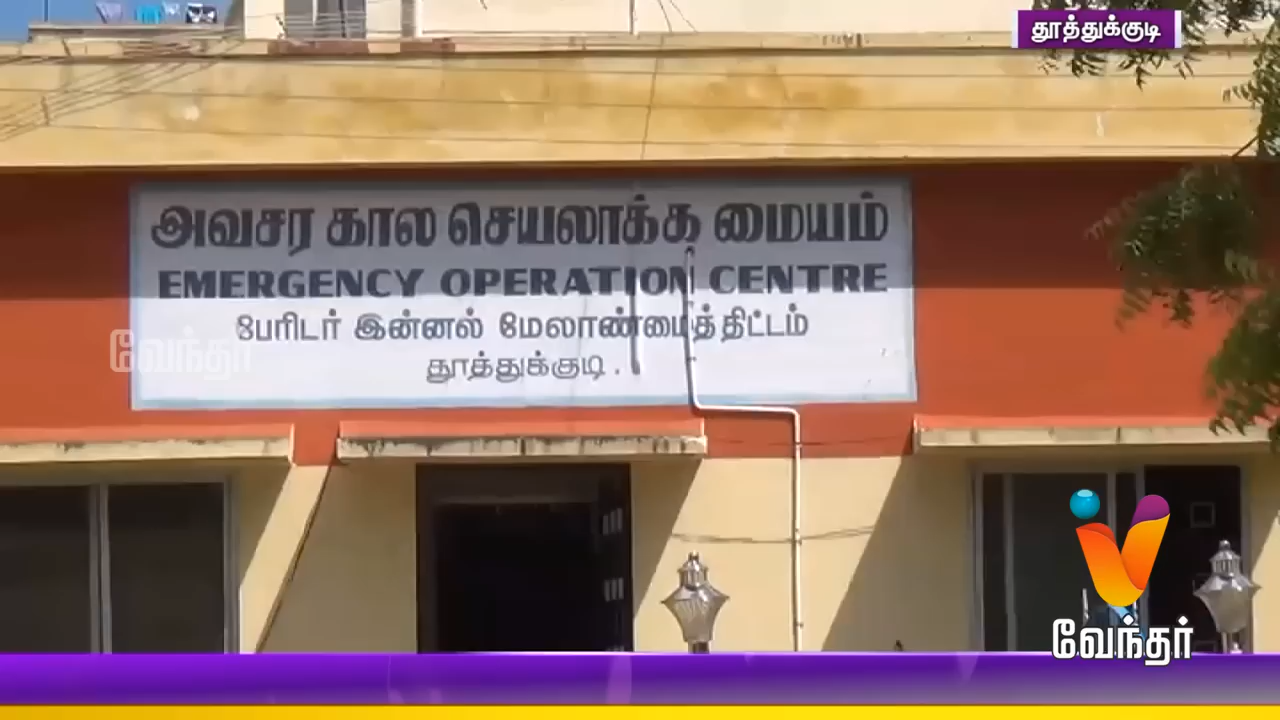 தூத்துக்குடி
அவசர கால செயலாக்க மையம்
EMERGENCY OPERATION CENTRE
பேரிடர் இன்னல் மேலாண்மைத்திட்டம்
தூத்துக்குடி.
வேந்தர்
வேந்தர்